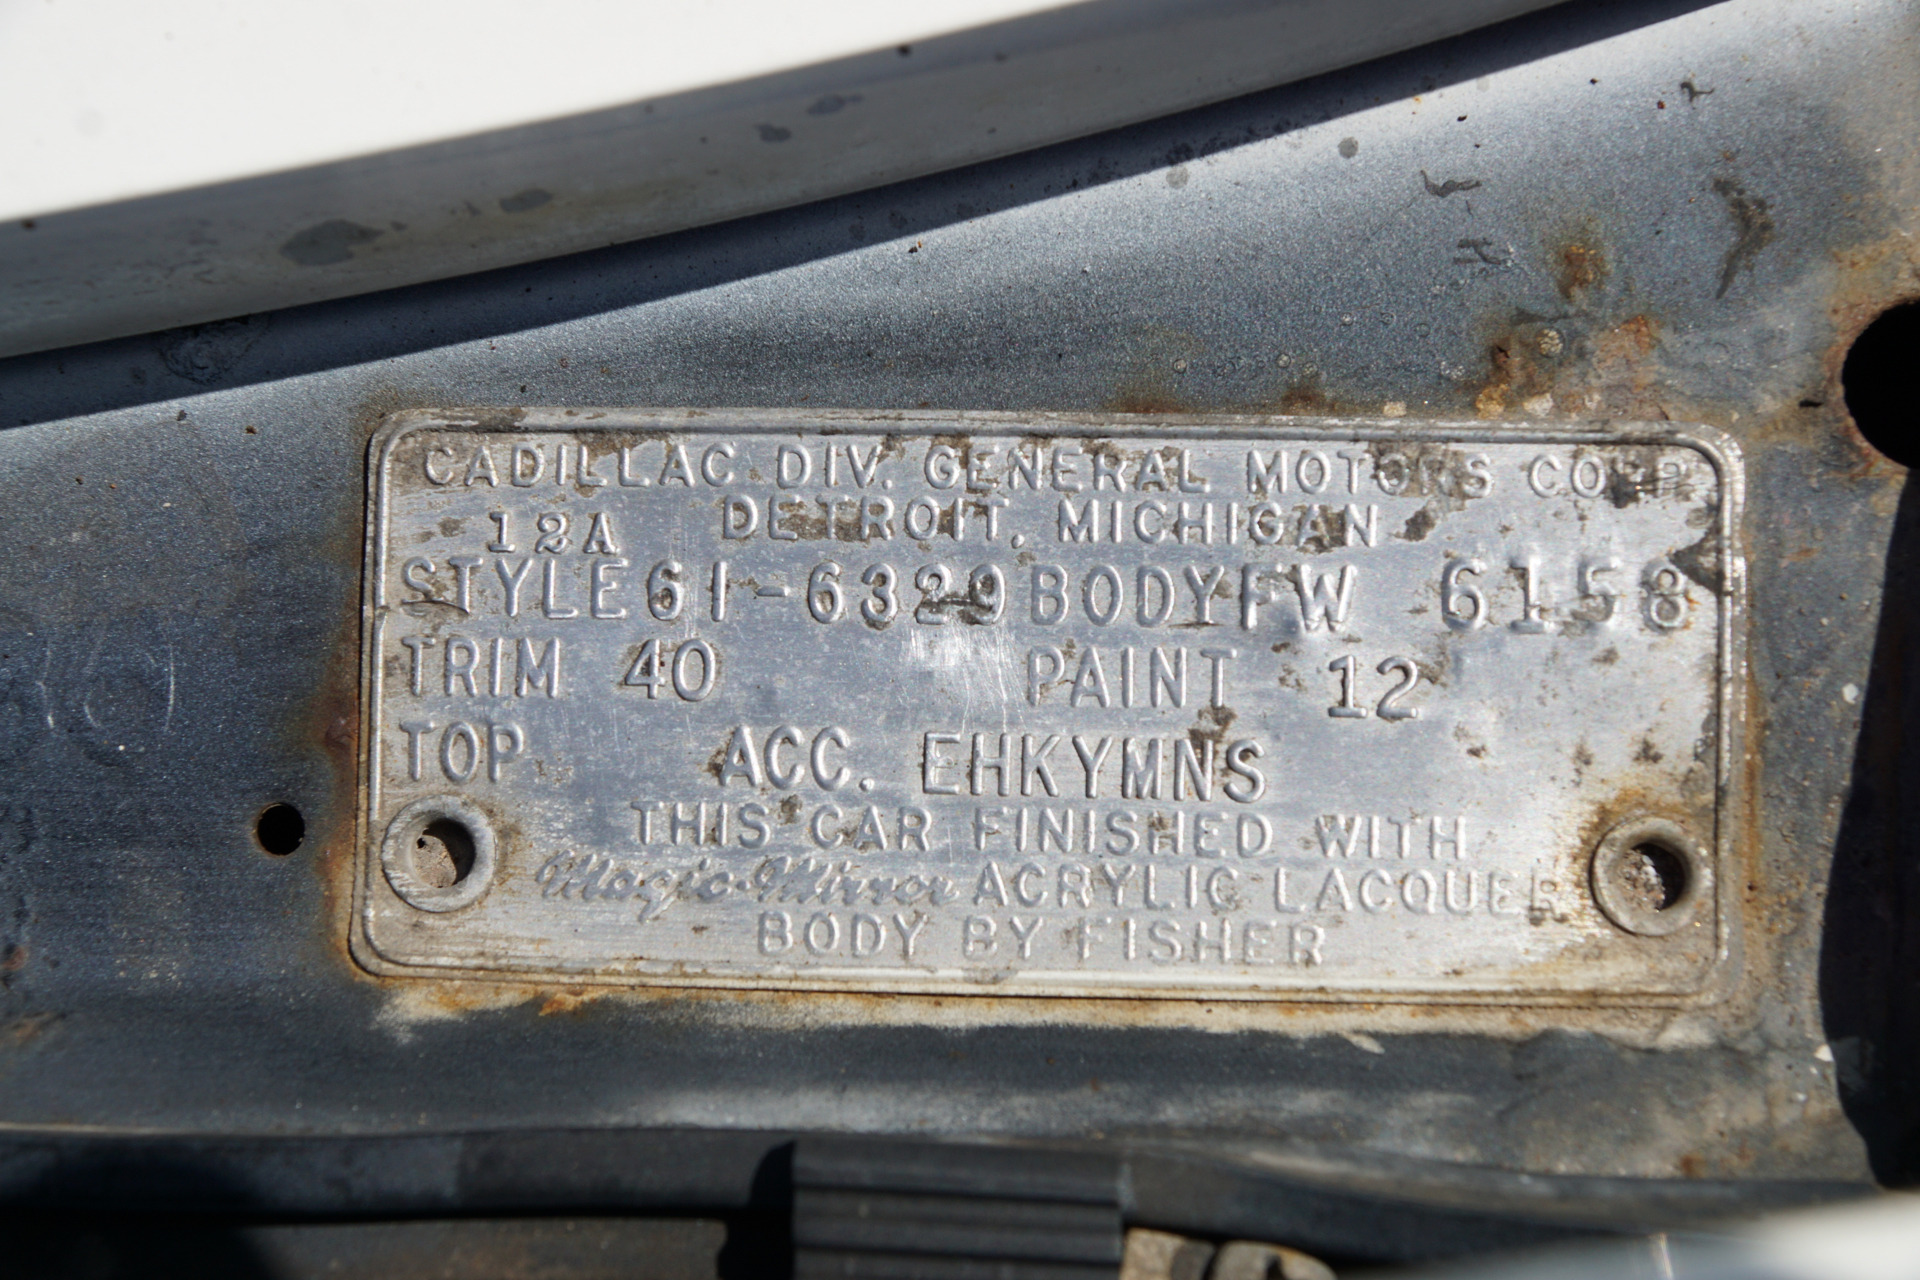 CADILLAC DIV. GENERAL MOTORS CORP.
DETROIT, MICHIGAN
12A
STYLE 61-6329 BODY FW 6158
TRIM 40 PAINT 12
TOP ACC. EHKYMNS
THIS CAR FINISHED WITH
Magic-Mirror ACRYLIC LACQUER
BODY BY FISHER